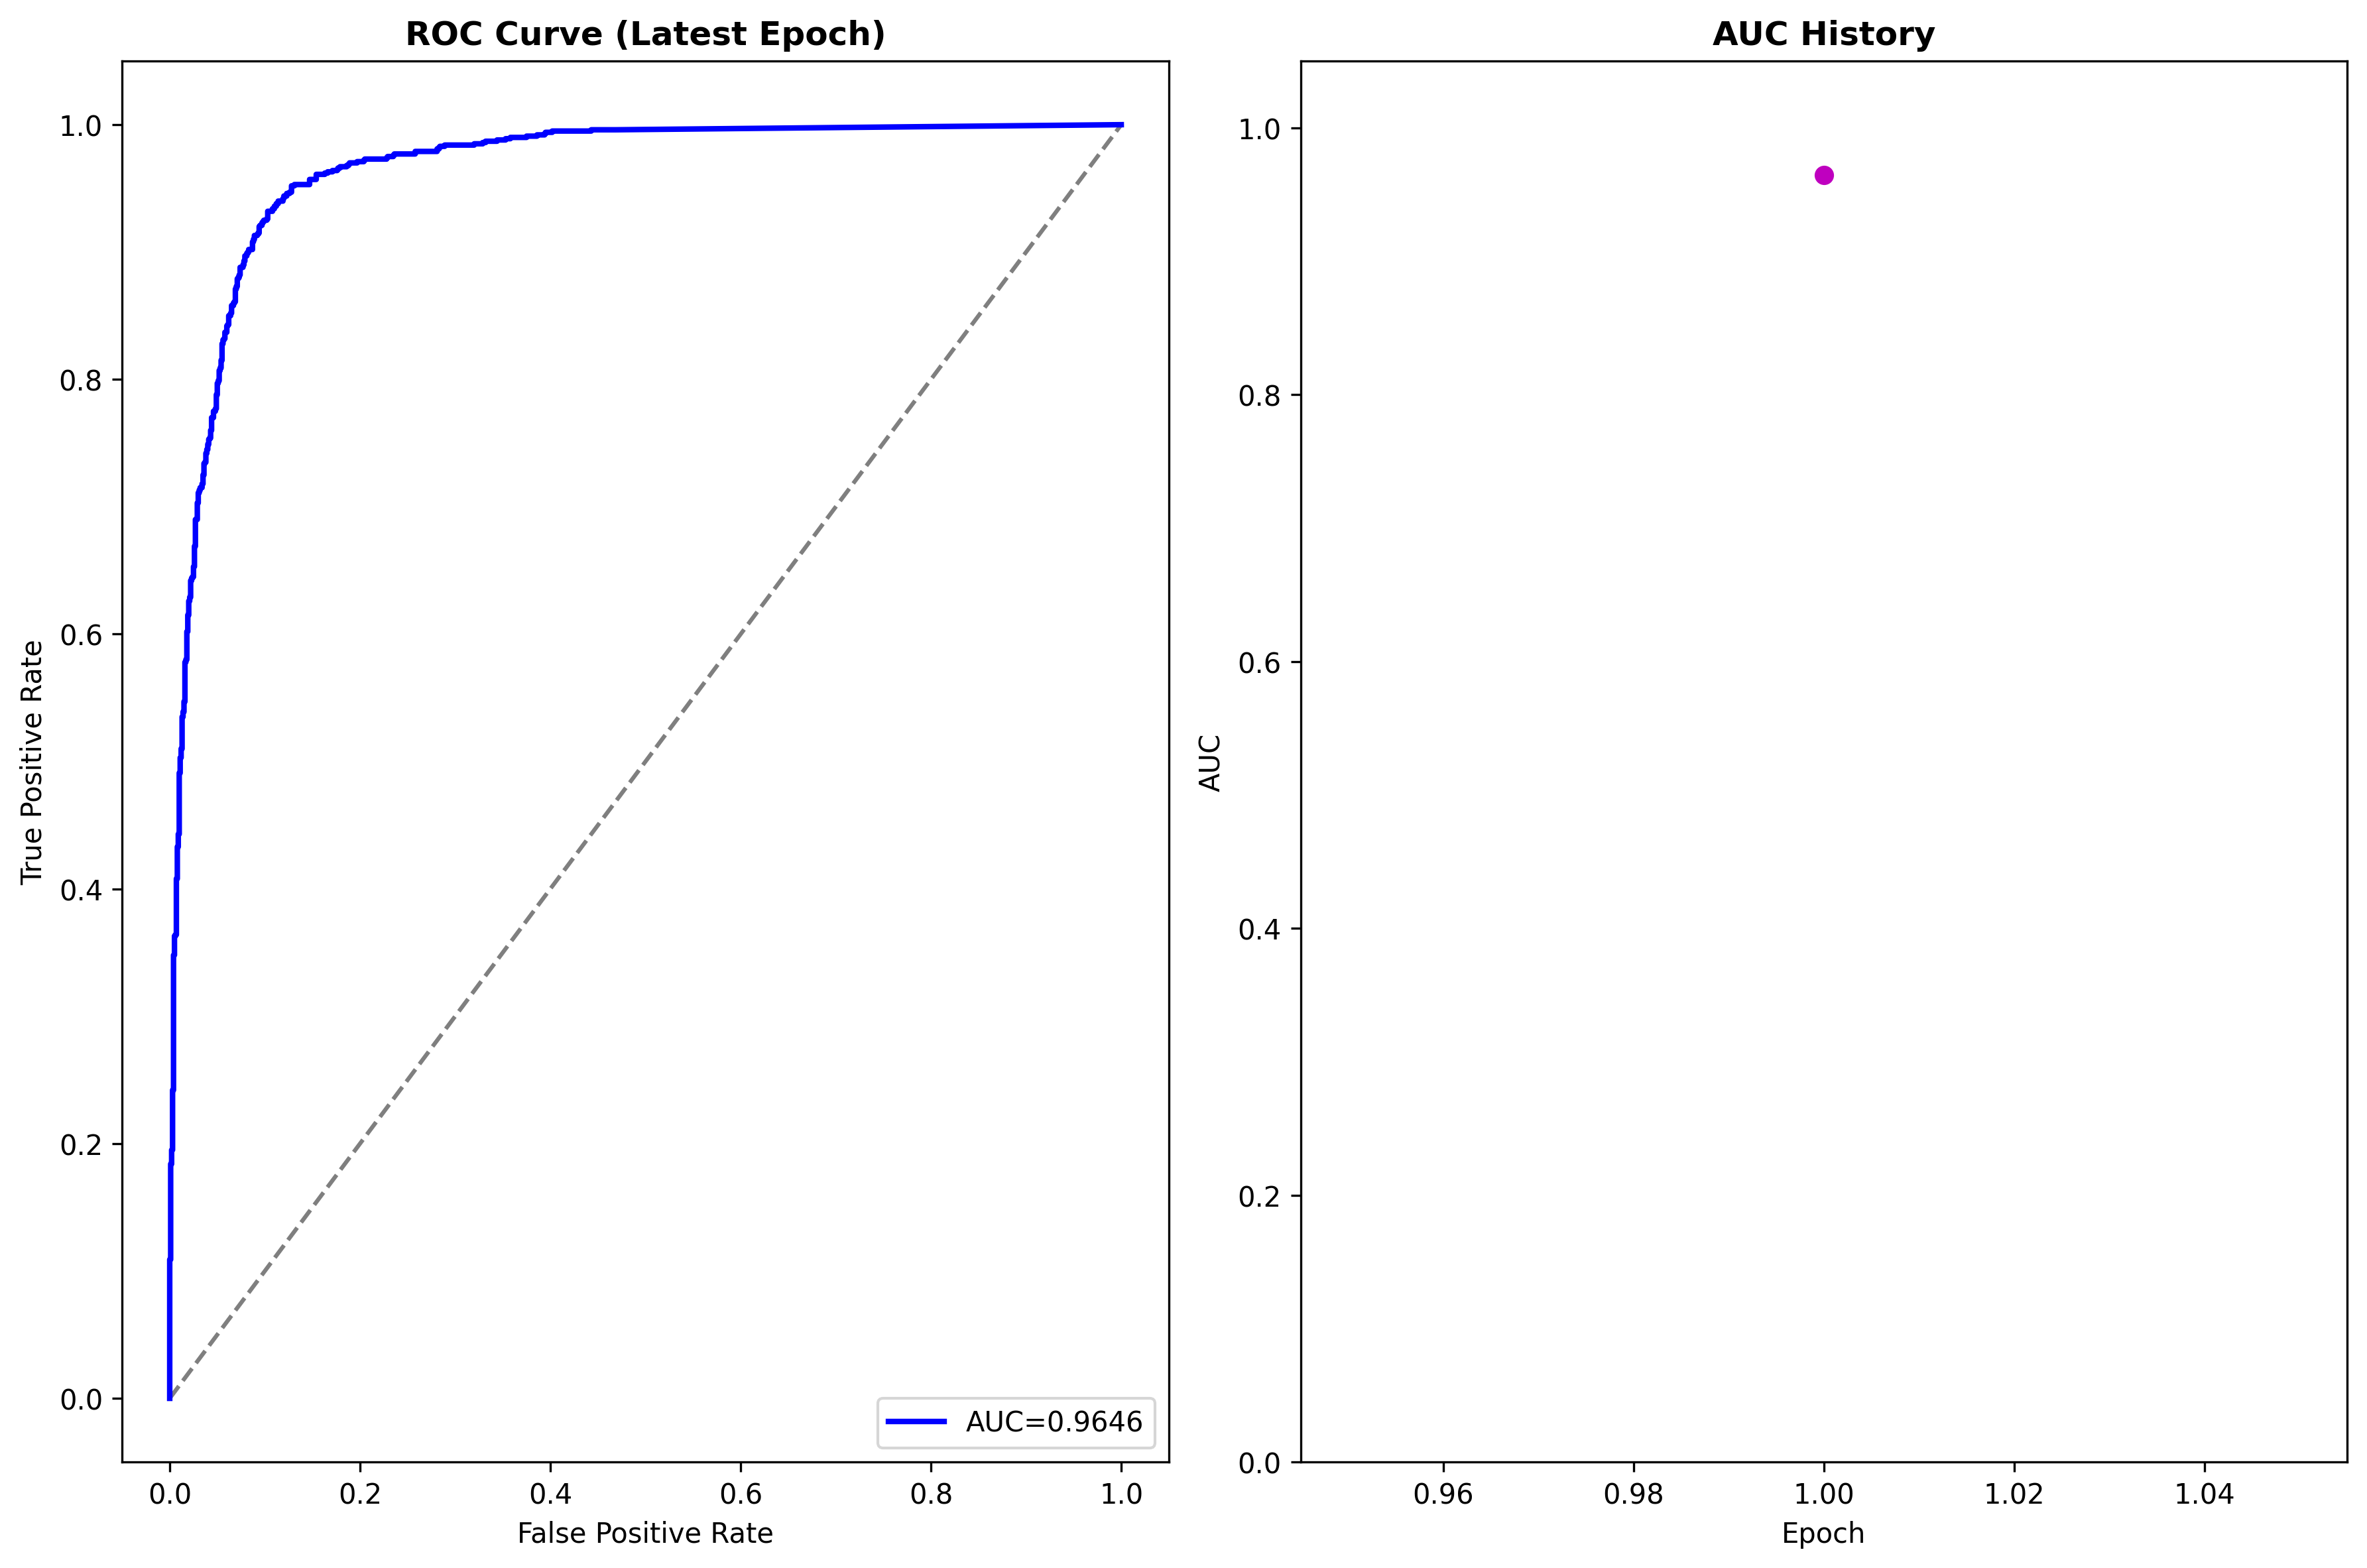 ROC Curve (Latest Epoch)
1.0
0.8
0.6
0.4
0.2
0.0
True Positive Rate
0.0 0.2 0.4 0.6 0.8 1.0
False Positive Rate
AUC=0.9646
AUC History
1.0
0.8
0.6
0.4
0.2
0.0
AUC
0.96 0.98 1.00 1.02 1.04
Epoch